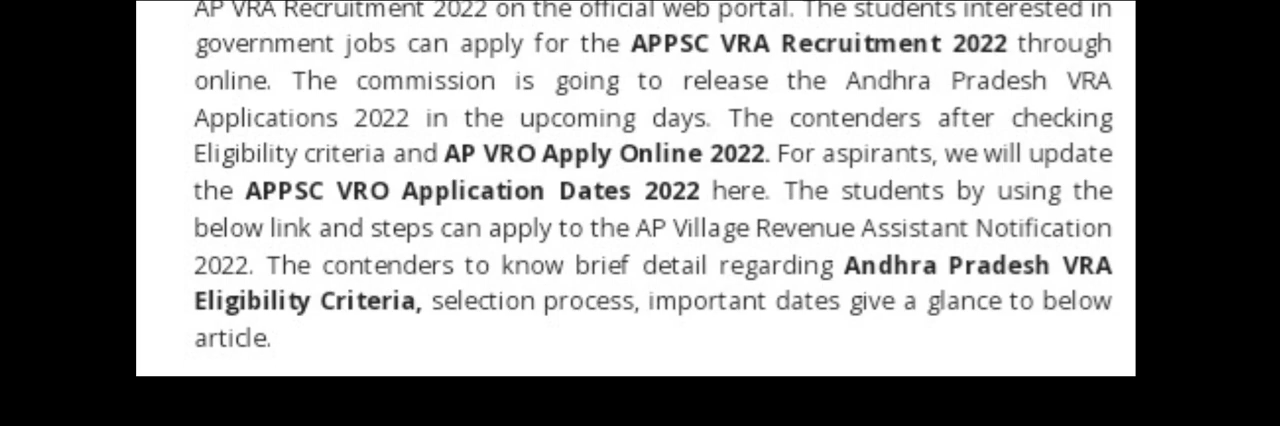 AP VRA Recruitment 2022 on the official web portal. The students interested in
government jobs can apply for the APPSC VRA Recruitment 2022 through
online. The commission is going to release the Andhra Pradesh VRA
Applications 2022 in the upcoming days. The contenders after checking
Eligibility criteria and AP VRO Apply Online 2022. For aspirants, we will update
the APPSC VRO Application Dates 2022 here. The students by using the
below link and steps can apply to the AP Village Revenue Assistant Notification
2022. The contenders to know brief detail regarding Andhra Pradesh VRA
Eligibility Criteria, selection process, important dates give a glance to below
article.